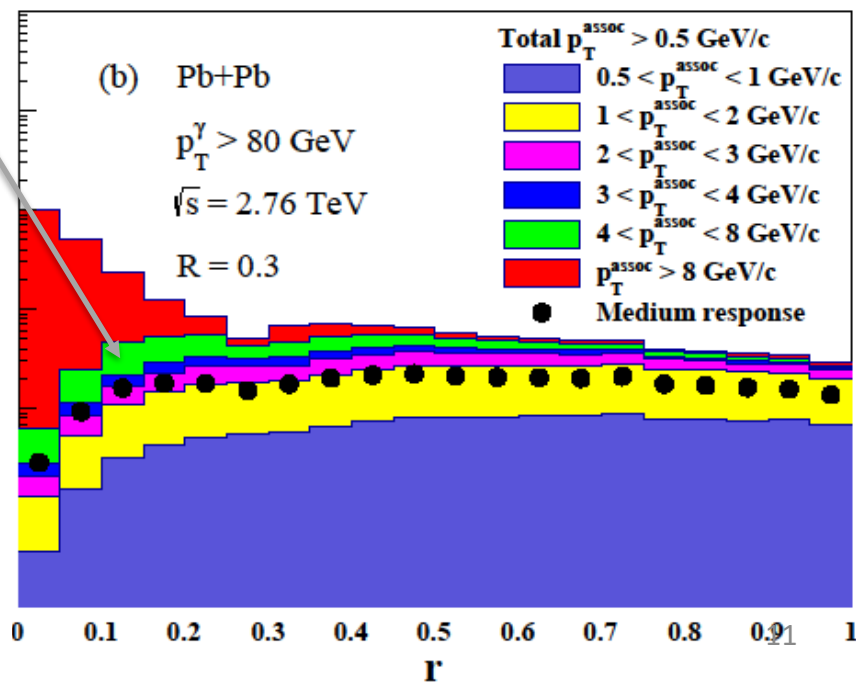 Total p_T^assoc > 0.5 GeV/c
(b) Pb+Pb
0.5 < p_T^assoc < 1 GeV/c
1 < p_T^assoc < 2 GeV/c
p_T^γ > 80 GeV
2 < p_T^assoc < 3 GeV/c
3 < p_T^assoc < 4 GeV/c
√s = 2.76 TeV
4 < p_T^assoc < 8 GeV/c
R = 0.3
p_T^assoc > 8 GeV/c
Medium response
0 0.1 0.2 0.3 0.4 0.5 0.6 0.7 0.8 0.9 1
11
r